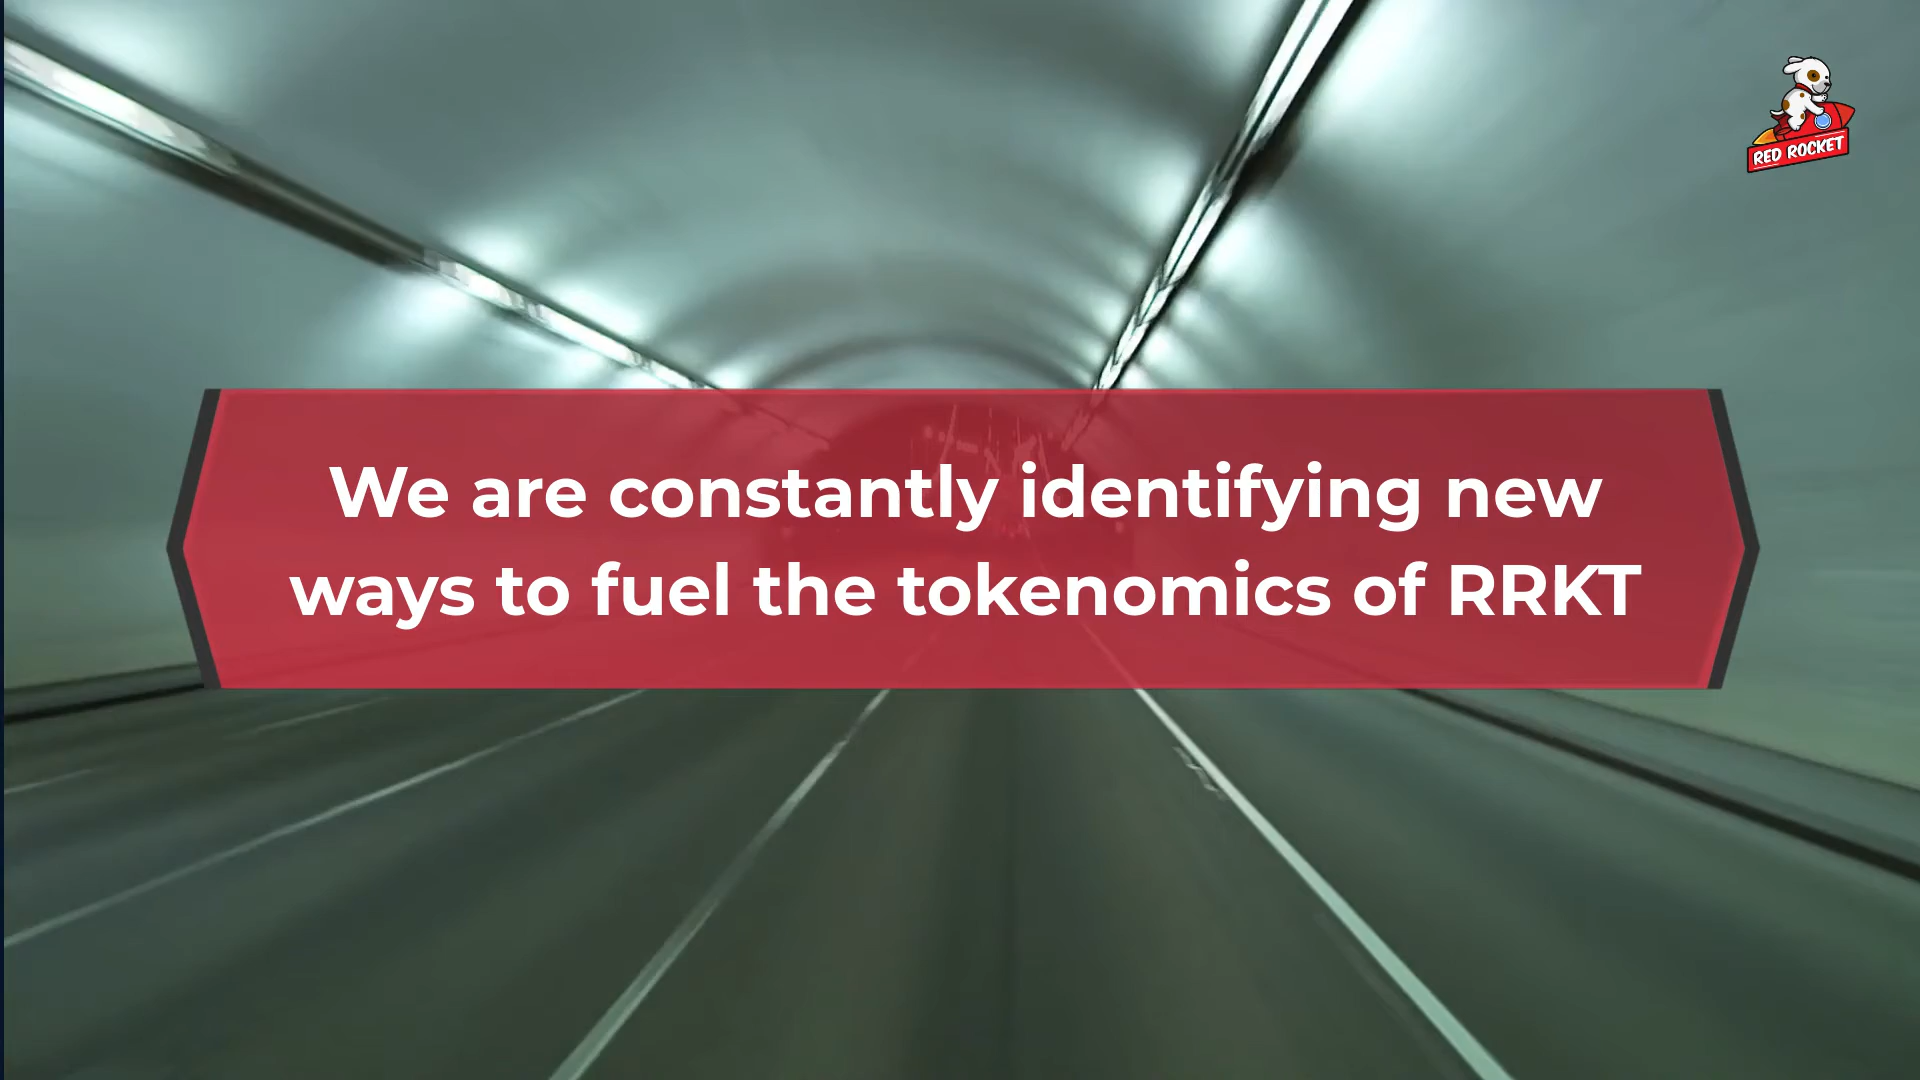 RED ROCKET
We are constantly identifying new
ways to fuel the tokenomics of RRKT